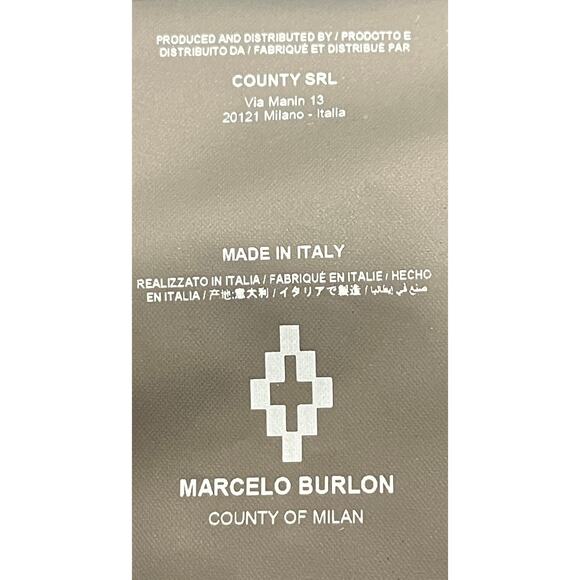 PRODUCED AND DISTRIBUTED BY / PRODOTTO E
DISTRIBUITO DA / FABRIQUÉ ET DISTRIBUÉ PAR
COUNTY SRL
Via Manin 13
20121 Milano - Italia
MADE IN ITALY
REALIZZATO IN ITALIA / FABRIQUÉ EN ITALIE / HECHO
EN ITALIA / 产地:意大利 / イタリアで製造 / صنع في إيطاليا
MARCELO BURLON
COUNTY OF MILAN